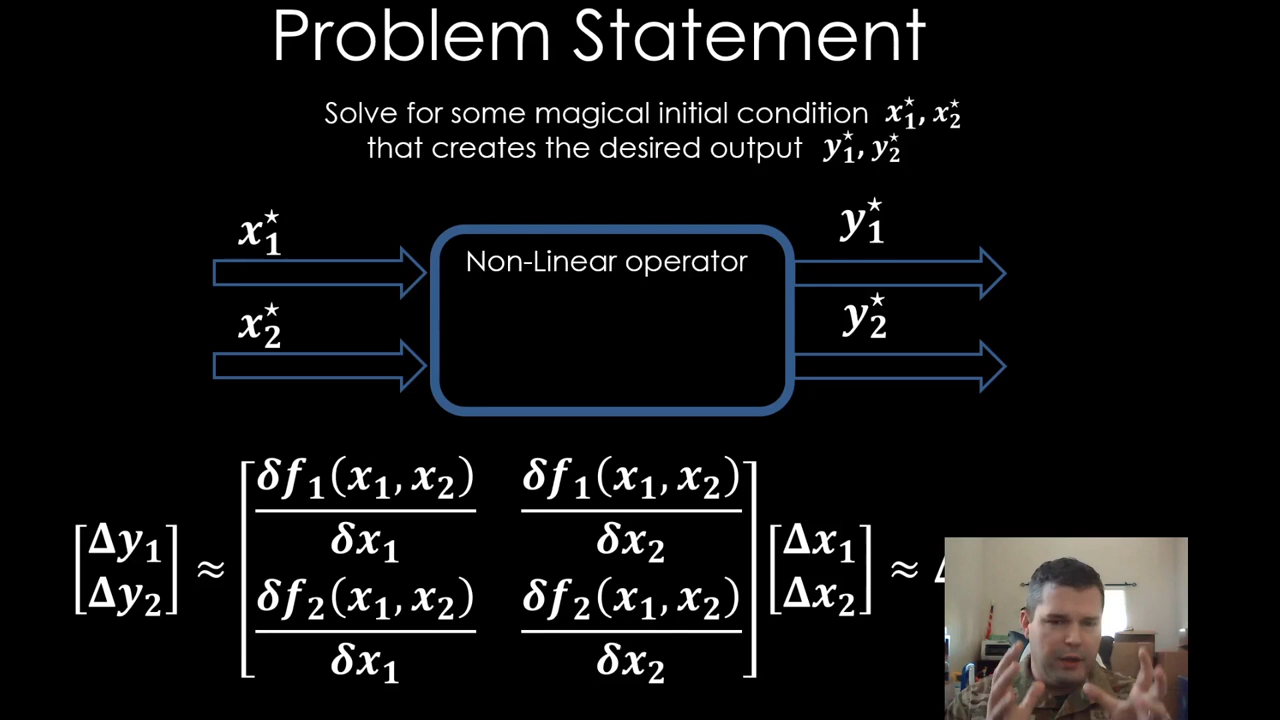 Problem Statement
Solve for some magical initial condition x₁*, x₂*
that creates the desired output y₁*, y₂*
x₁* y₁*
Non-Linear operator
x₂* y₂*
[Δy₁; Δy₂] ≈ [δf₁(x₁, x₂)/δx₁ δf₁(x₁, x₂)/δx₂; δf₂(x₁, x₂)/δx₁ δf₂(x₁, x₂)/δx₂] [Δx₁; Δx₂] ≈